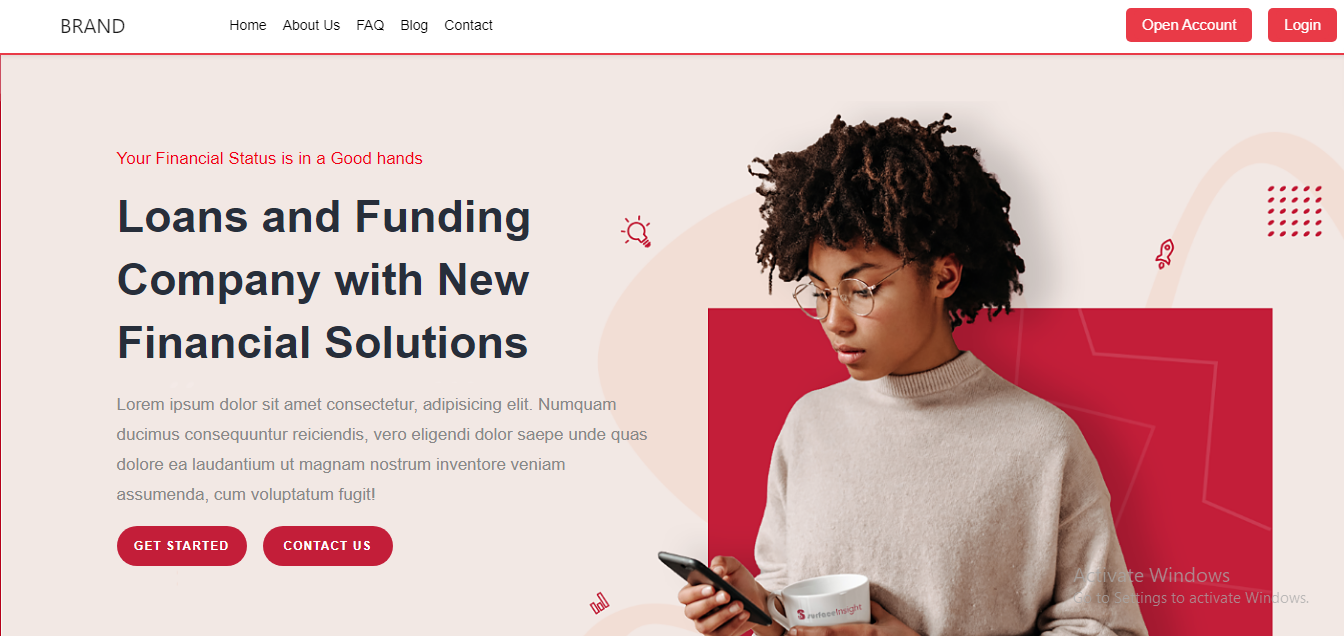 BRAND
Home About Us FAQ Blog Contact
Open Account Login
Your Financial Status is in a Good hands
Loans and Funding
Company with New
Financial Solutions
Lorem ipsum dolor sit amet consectetur, adipisicing elit. Numquam
ducimus consequuntur reiciendis, vero eligendi dolor saepe unde quas
dolore ea laudantium ut magnam nostrum inventore veniam
assumenda, cum voluptatum fugit!
GET STARTED CONTACT US
Activate Windows
Go to Settings to activate Windows.